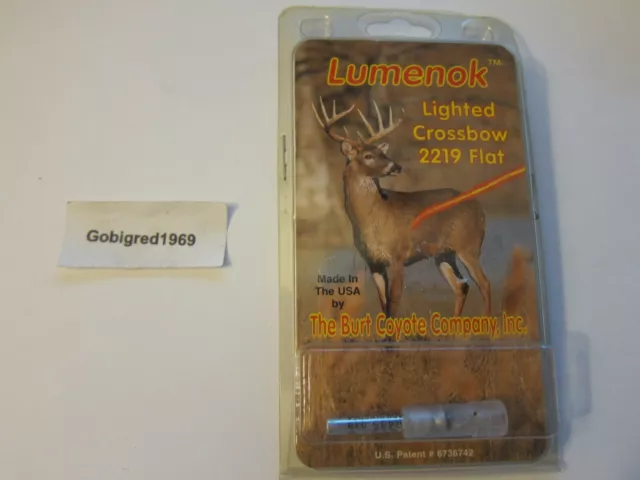 Lumenok™
Lighted
Crossbow
2219 Flat
Gobigred1969
Made In
The USA
by
The Burt Coyote Company, Inc.
U.S. Patent # 6736742